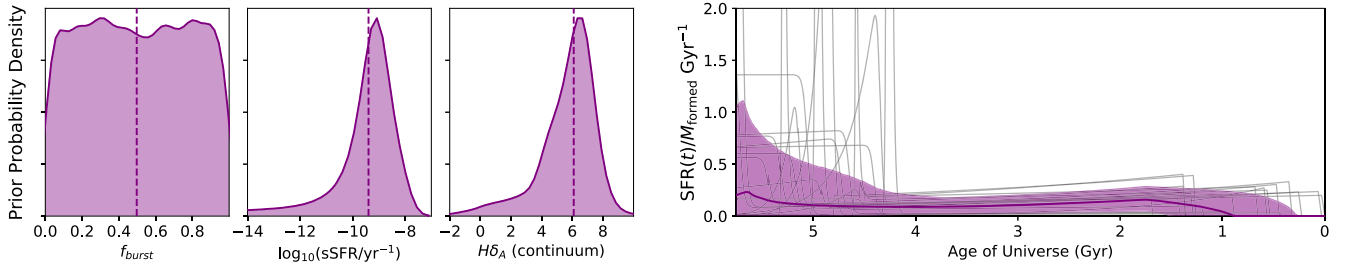 Prior Probability Density
0.0 0.2 0.4 0.6 0.8
f_burst
−14 −12 −10 −8
log₁₀(sSFR/yr⁻¹)
−2 0 2 4 6 8
Hδ_A (continuum)
SFR(t)/M_formed Gyr⁻¹
2.0
1.5
1.0
0.5
0.0
5 4 3 2 1 0
Age of Universe (Gyr)